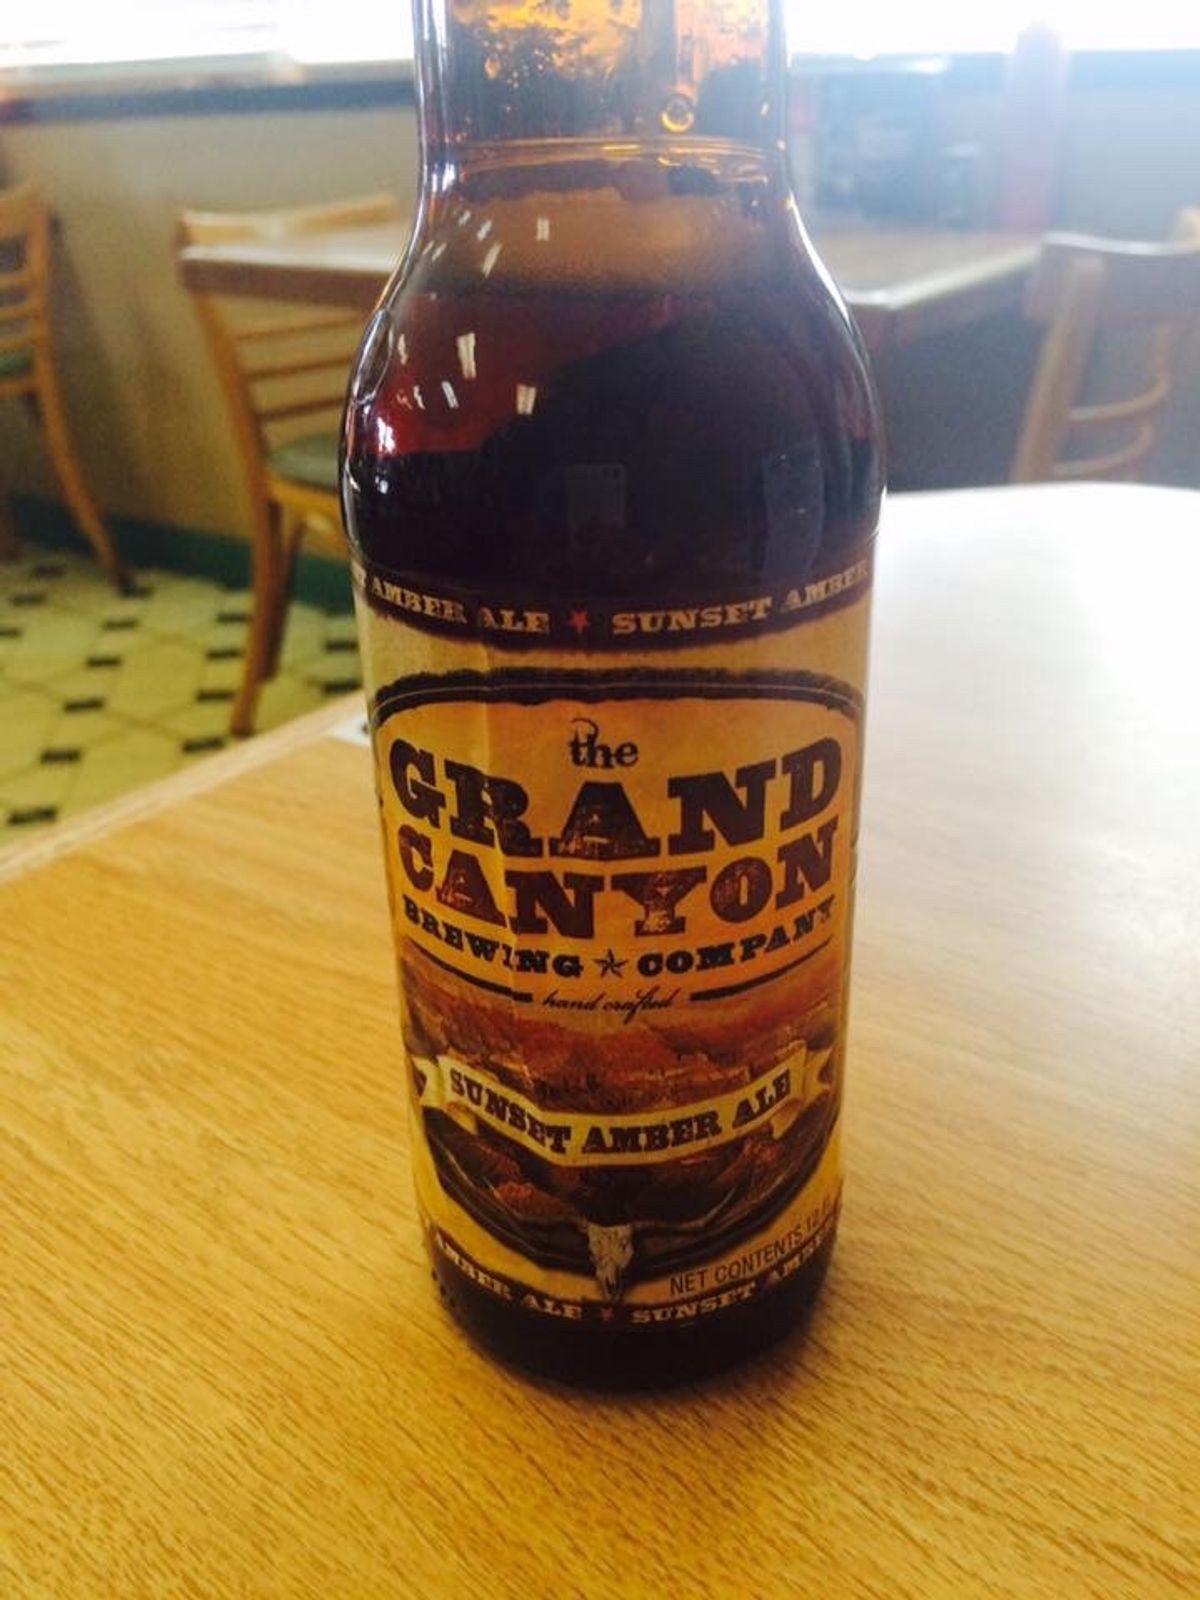 AMBER ALE ★ SUNSET AMBER
the
GRAND
CANYON
BREWING ★ COMPANY
hand crafted
SUNSET AMBER ALE
NET CONTENTS 12
AMBER ALE ★ SUNSET AMBER